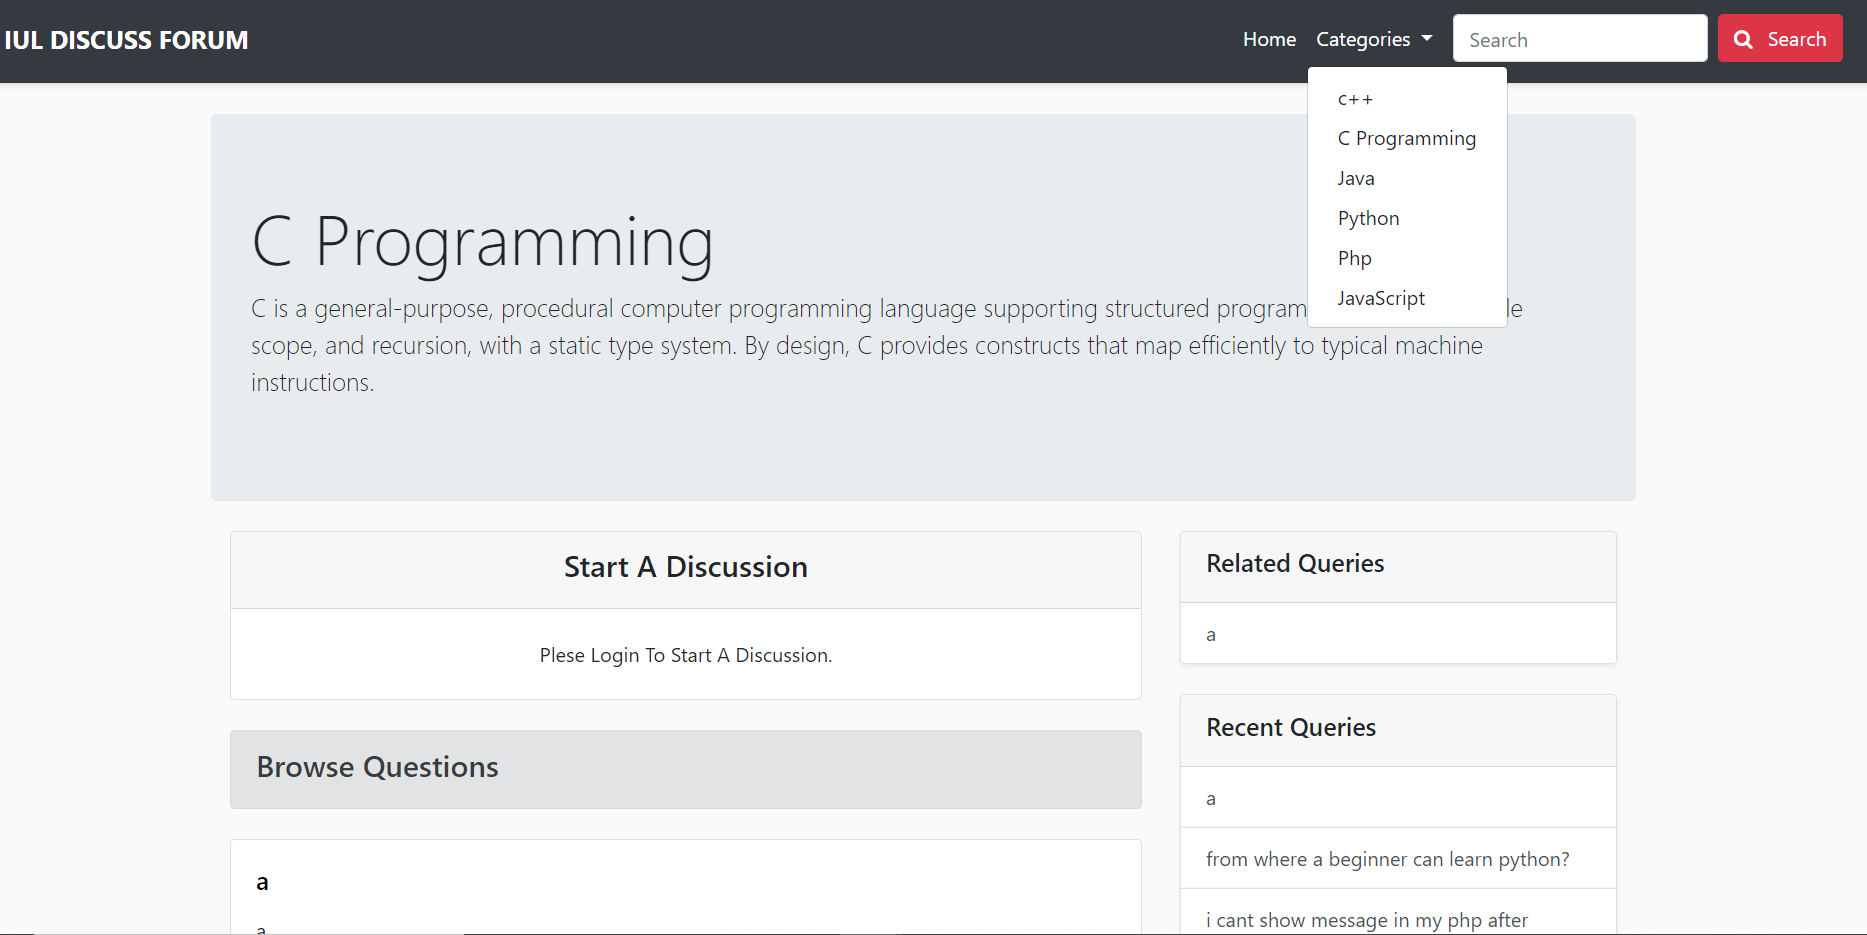 IUL DISCUSS FORUM
Home
Categories
Search
Search
c++
C Programming
Java
Python
Php
JavaScript
C Programming
C is a general-purpose, procedural computer programming language supporting structured program
scope, and recursion, with a static type system. By design, C provides constructs that map efficiently to typical machine
instructions.
Start A Discussion
Plese Login To Start A Discussion.
Browse Questions
a
a
Related Queries
a
Recent Queries
a
from where a beginner can learn python?
i cant show message in my php after